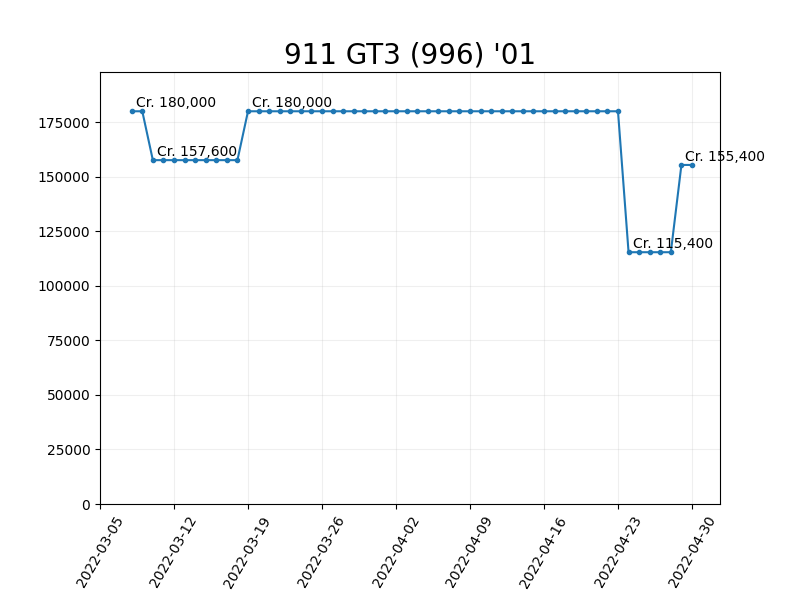 911 GT3 (996) '01
Cr. 180,000
Cr. 180,000
Cr. 157,600
Cr. 155,400
Cr. 115,400
175000
150000
125000
100000
75000
50000
25000
0
2022-03-05
2022-03-12
2022-03-19
2022-03-26
2022-04-02
2022-04-09
2022-04-16
2022-04-23
2022-04-30